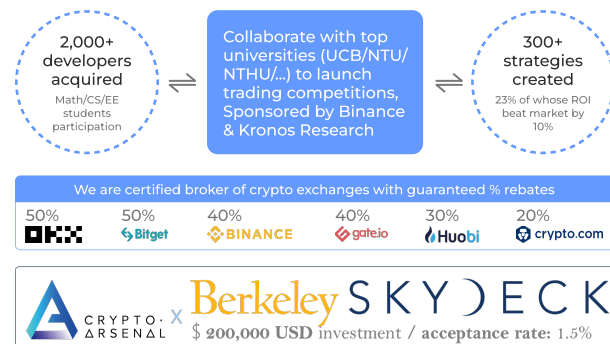 2,000+
developers
acquired
Math/CS/EE
students
participation
Collaborate with top
universities (UCB/NTU/
NTHU/...) to launch
trading competitions,
Sponsored by Binance
& Kronos Research
300+
strategies
created
23% of whose ROI
beat market by
10%
We are certified broker of crypto exchanges with guaranteed % rebates
50% 50% 40% 40% 30% 20%
OKX Bitget BINANCE gate.io Huobi crypto.com
CRYPTO·
ARSENAL
x
Berkeley SKYDECK
$ 200,000 USD investment / acceptance rate: 1.5%